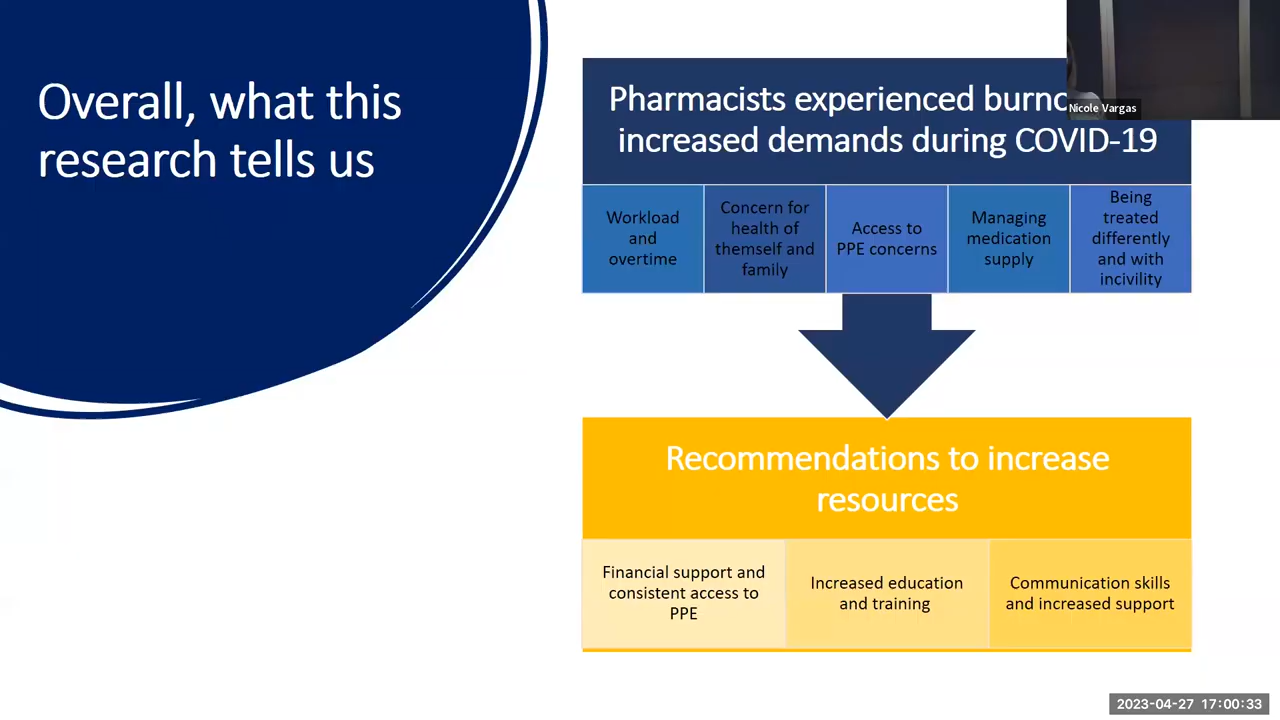 Overall, what this
research tells us
Pharmacists experienced
increased demands during COVID-19
Nicole Vargas
Workload
and
overtime
Concern for
health of
themself and
family
Access to
PPE concerns
Managing
medication
supply
Being
treated
differently
and with
incivility
Recommendations to increase
resources
Financial support and
consistent access to
PPE
Increased education
and training
Communication skills
and increased support
2023-04-27 17:00:33